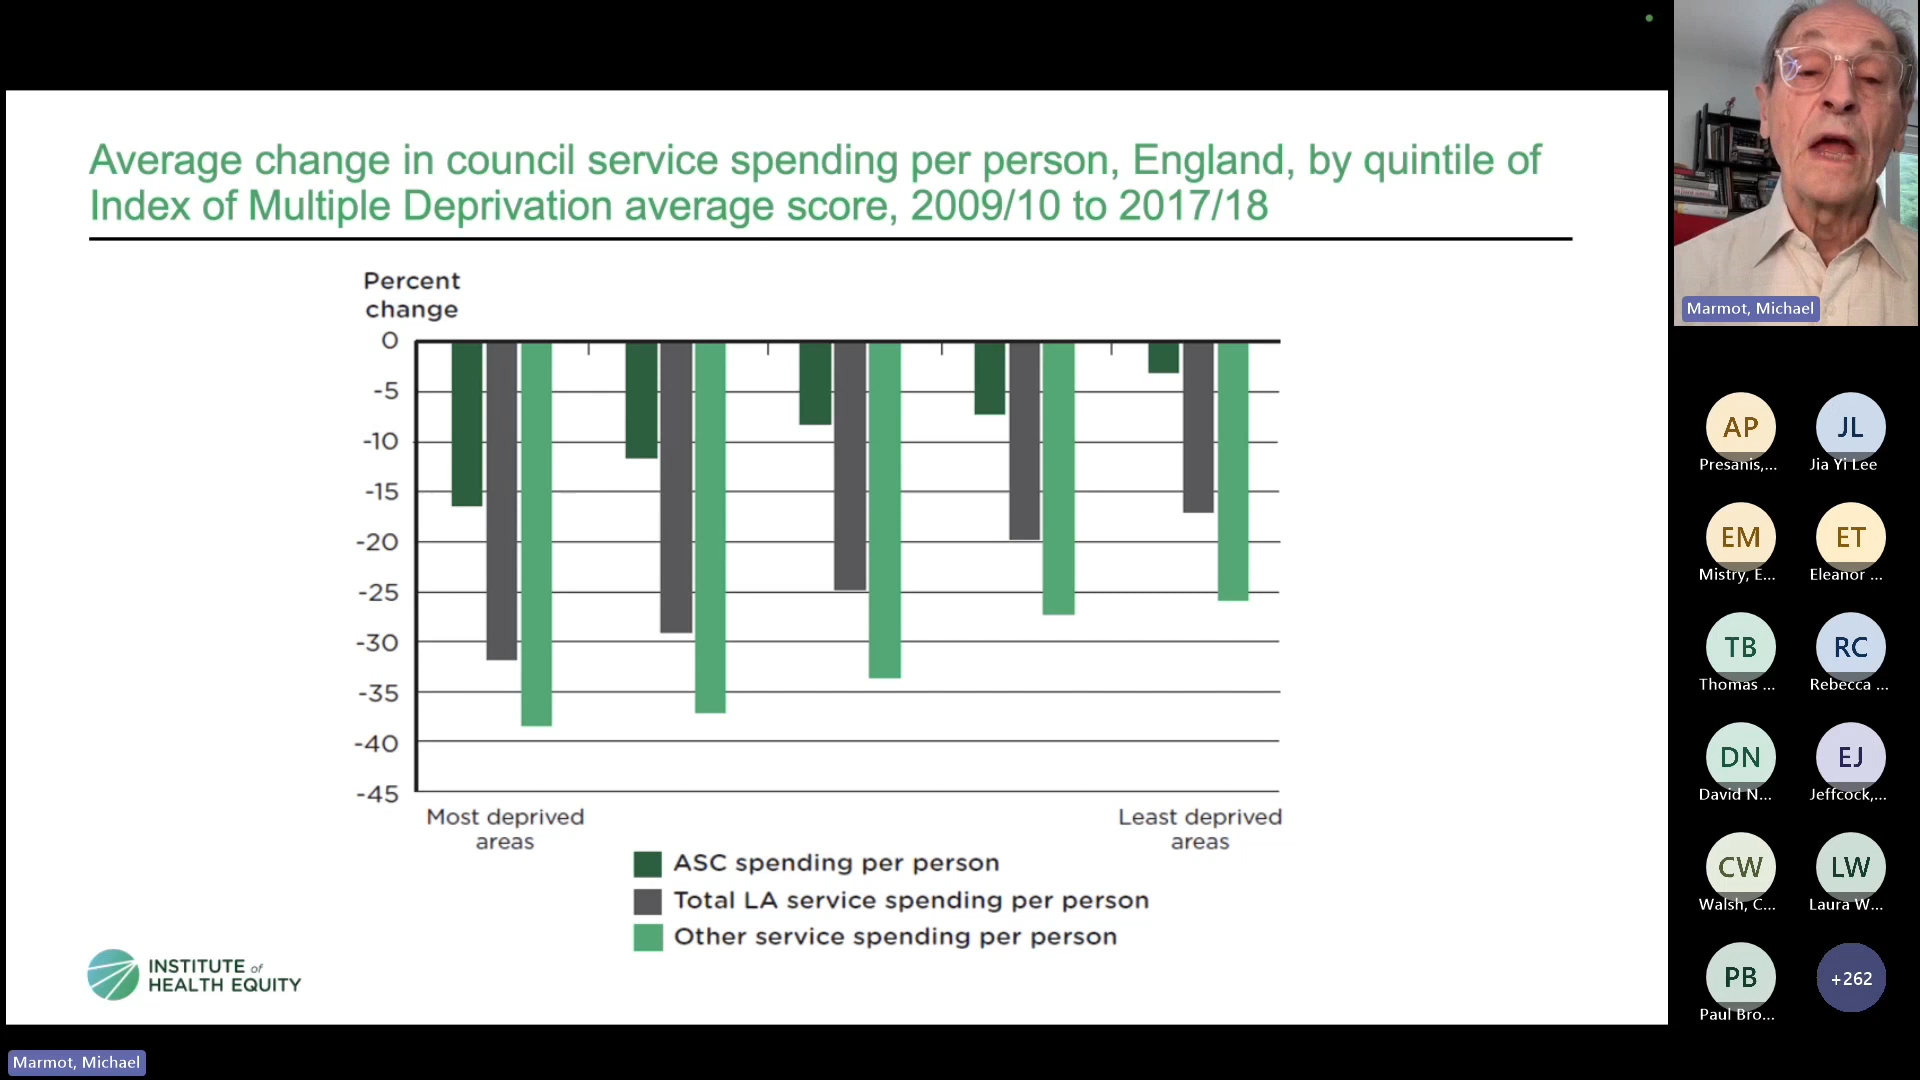 Average change in council service spending per person, England, by quintile of
Index of Multiple Deprivation average score, 2009/10 to 2017/18
Percent
change
0
-5
-10
-15
-20
-25
-30
-35
-40
-45
Most deprived
areas
Least deprived
areas
ASC spending per person
Total LA service spending per person
Other service spending per person
INSTITUTE of
HEALTH EQUITY
Marmot, Michael
Marmot, Michael
AP
JL
Presanis,...
Jia Yi Lee
EM
ET
Mistry, E...
Eleanor ...
TB
RC
Thomas ...
Rebecca ...
DN
EJ
David N...
Jeffcock,...
CW
LW
Walsh, C...
Laura W...
PB
+262
Paul Bro...